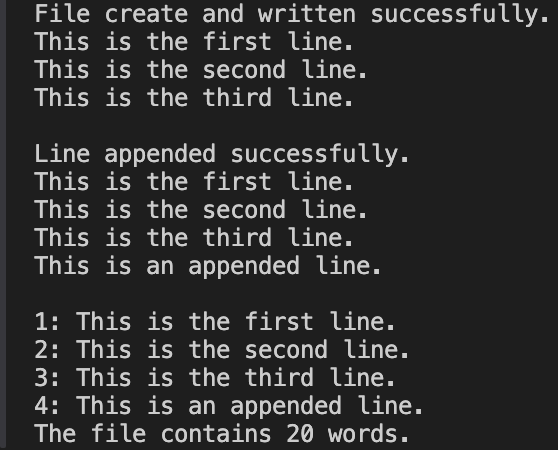 File create and written successfully.
This is the first line.
This is the second line.
This is the third line.

Line appended successfully.
This is the first line.
This is the second line.
This is the third line.
This is an appended line.

1: This is the first line.
2: This is the second line.
3: This is the third line.
4: This is an appended line.
The file contains 20 words.